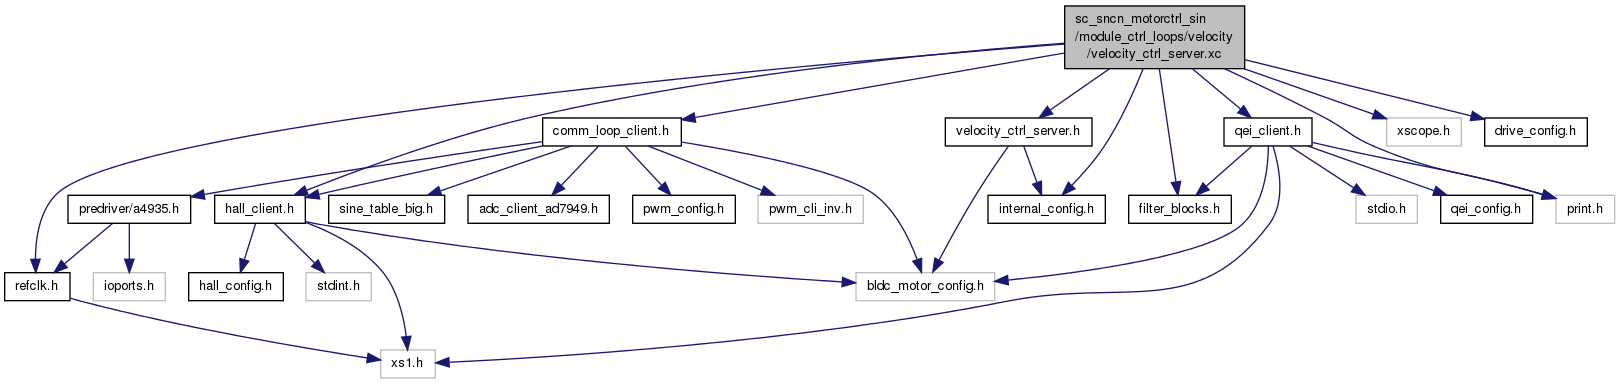 sc_sncn_motorctrl_sin
/module_ctrl_loops/velocity
/velocity_ctrl_server.xc
comm_loop_client.h
velocity_ctrl_server.h
qei_client.h
xscope.h
drive_config.h
predriver/a4935.h
hall_client.h
sine_table_big.h
adc_client_ad7949.h
pwm_config.h
pwm_cli_inv.h
internal_config.h
filter_blocks.h
stdio.h
qei_config.h
print.h
refclk.h
ioports.h
hall_config.h
stdint.h
bldc_motor_config.h
xs1.h